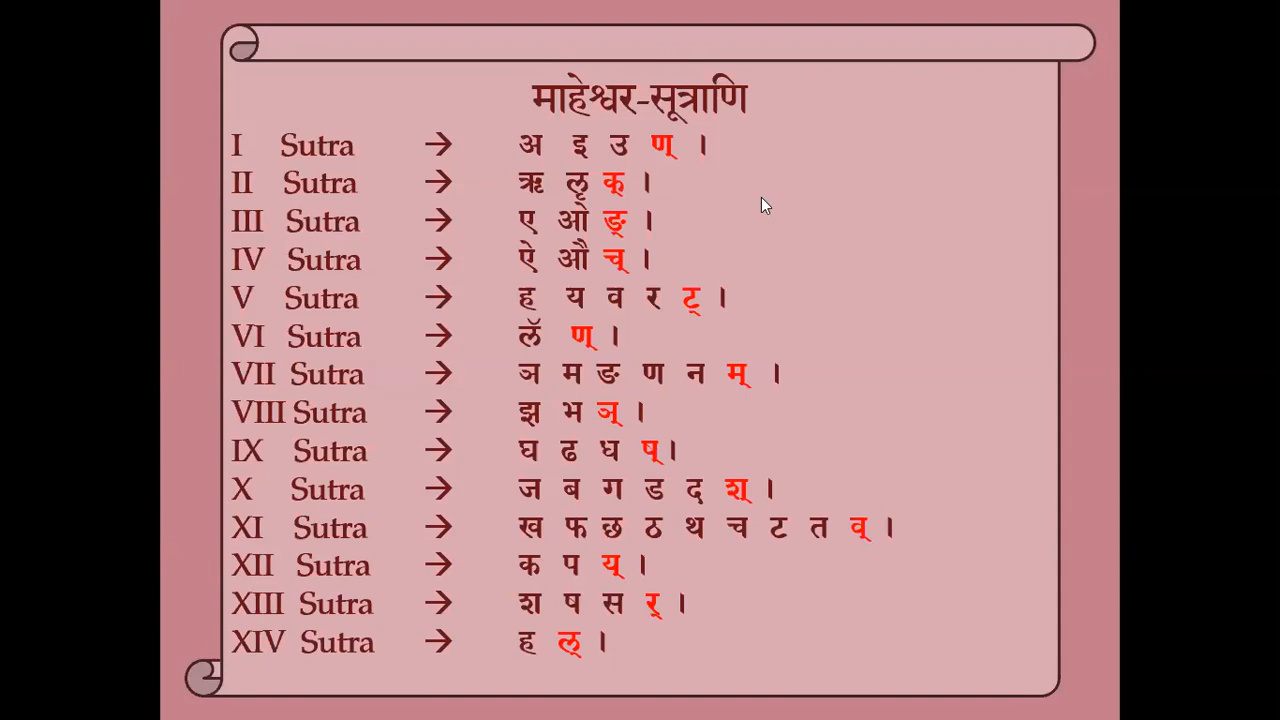 माहेश्वर-सूत्राणि
I Sutra → अ इ उ ण् ।
II Sutra → ऋ ऌ क् ।
III Sutra → ए ओ ङ् ।
IV Sutra → ऐ औ च् ।
V Sutra → ह य व र ट् ।
VI Sutra → लॅ ण् ।
VII Sutra → ञ म ङ ण न म् ।
VIII Sutra → झ भ ञ् ।
IX Sutra → घ ढ ध ष् ।
X Sutra → ज ब ग ड द श् ।
XI Sutra → ख फ छ ठ थ च ट त व् ।
XII Sutra → क प य् ।
XIII Sutra → श ष स र् ।
XIV Sutra → ह ल् ।